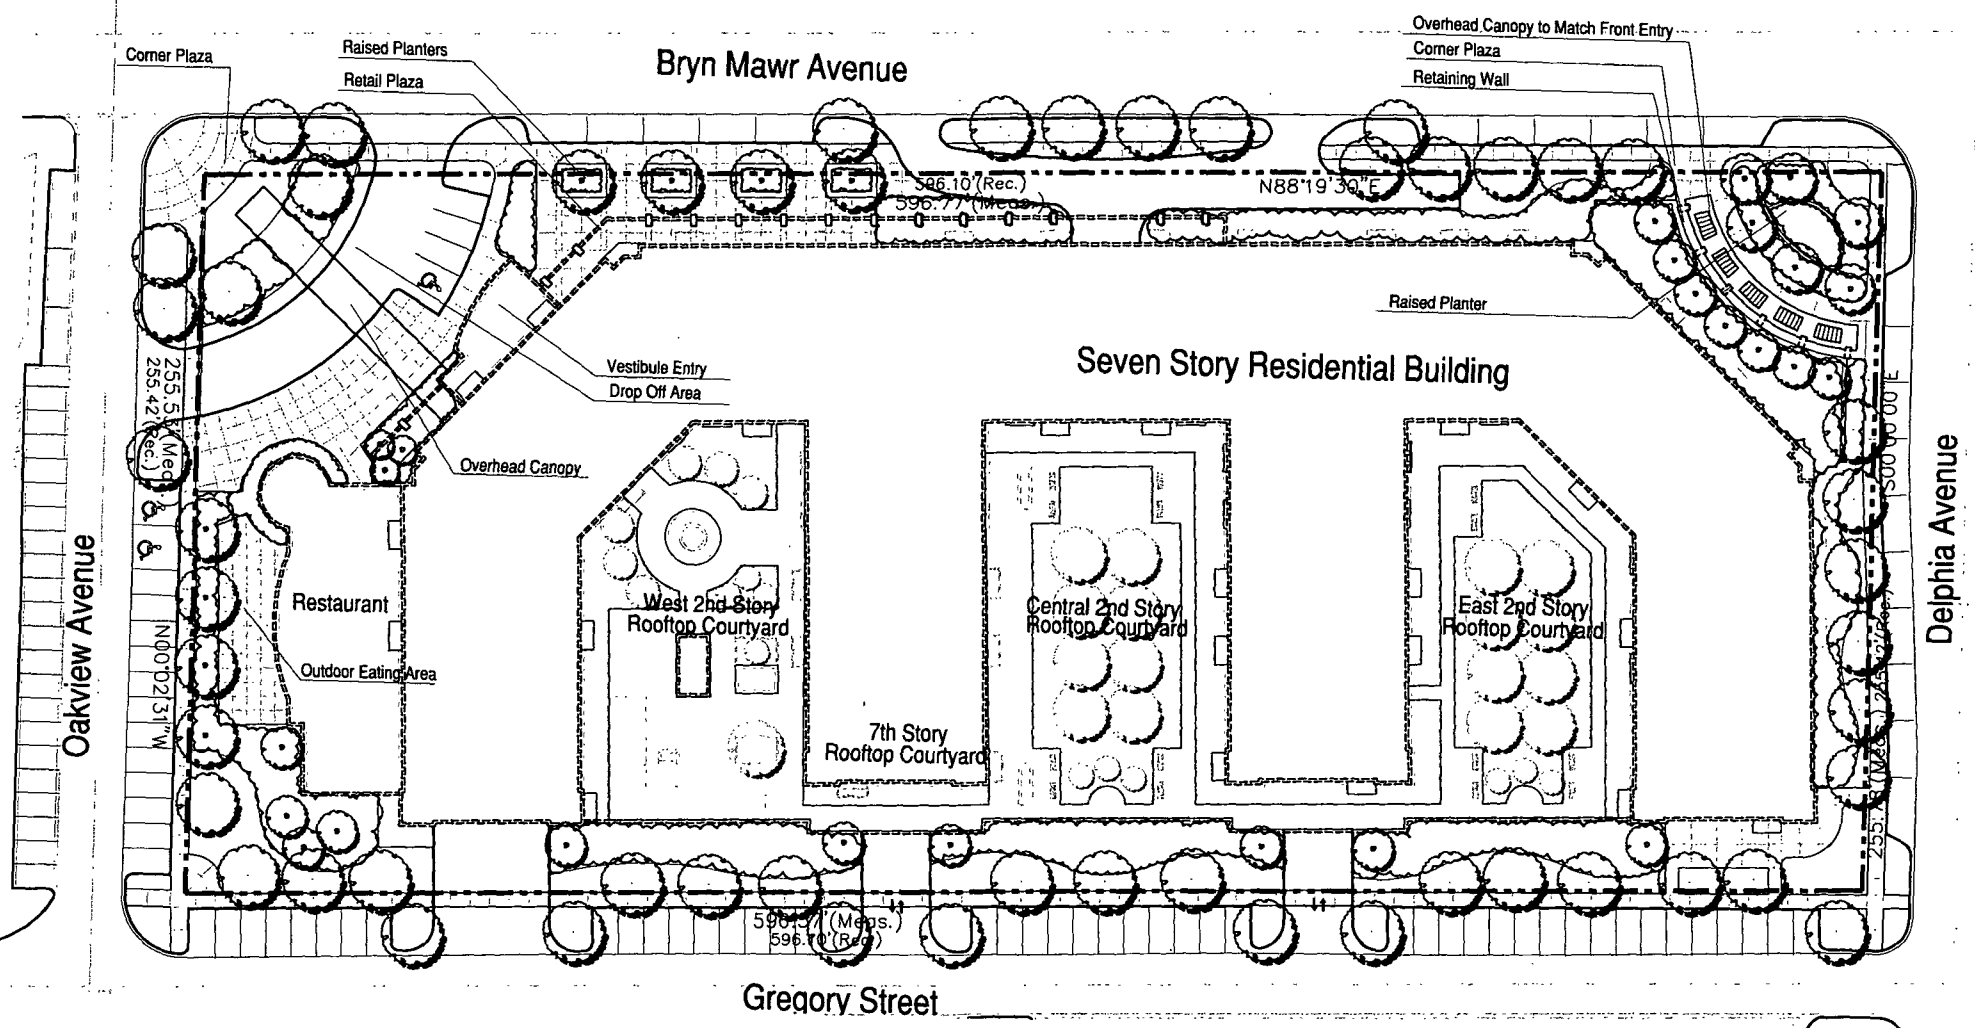 Overhead Canopy to Match Front Entry
Corner Plaza
Raised Planters
Corner Plaza
Bryn Mawr Avenue
Retail Plaza
Retaining Wall
596.10'(Rec.)
N88°19'30"E
596.77'(Meas.)
Raised Planter
Vestibule Entry
Seven Story Residential Building
Drop Off Area
255.42'(Rec.)
S00°00'00"E
Overhead Canopy
Oakview Avenue
Delphia Avenue
Restaurant
West 2nd Story
Rooftop Courtyard
Central 2nd Story
Rooftop Courtyard
East 2nd Story
Rooftop Courtyard
N00°02'31"W
Outdoor Eating Area
7th Story
Rooftop Courtyard
596.70'(Rec.)
Gregory Street